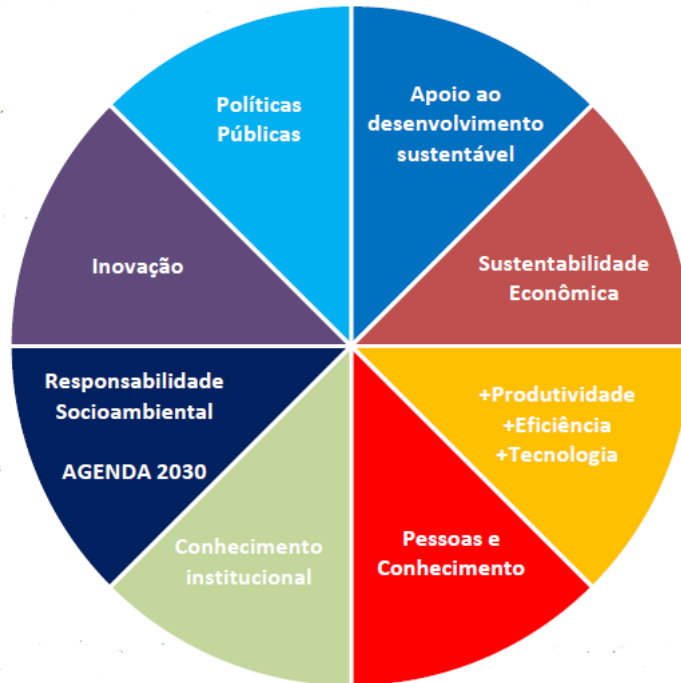 Políticas
Públicas
Apoio ao
desenvolvimento
sustentável
Sustentabilidade
Econômica
+Produtividade
+Eficiência
+Tecnologia
Pessoas e
Conhecimento
Conhecimento
institucional
Responsabilidade
Socioambiental
AGENDA 2030
Inovação